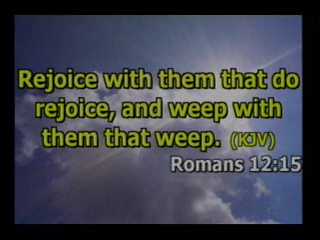 Rejoice with them that do
rejoice, and weep with
them that weep. (KJV)
Romans 12:15